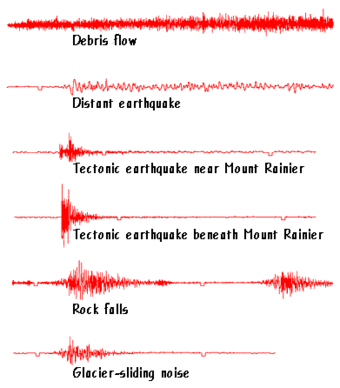 Debris flow
Distant earthquake
Tectonic earthquake near Mount Rainier
Tectonic earthquake beneath Mount Rainier
Rock falls
Glacier-sliding noise